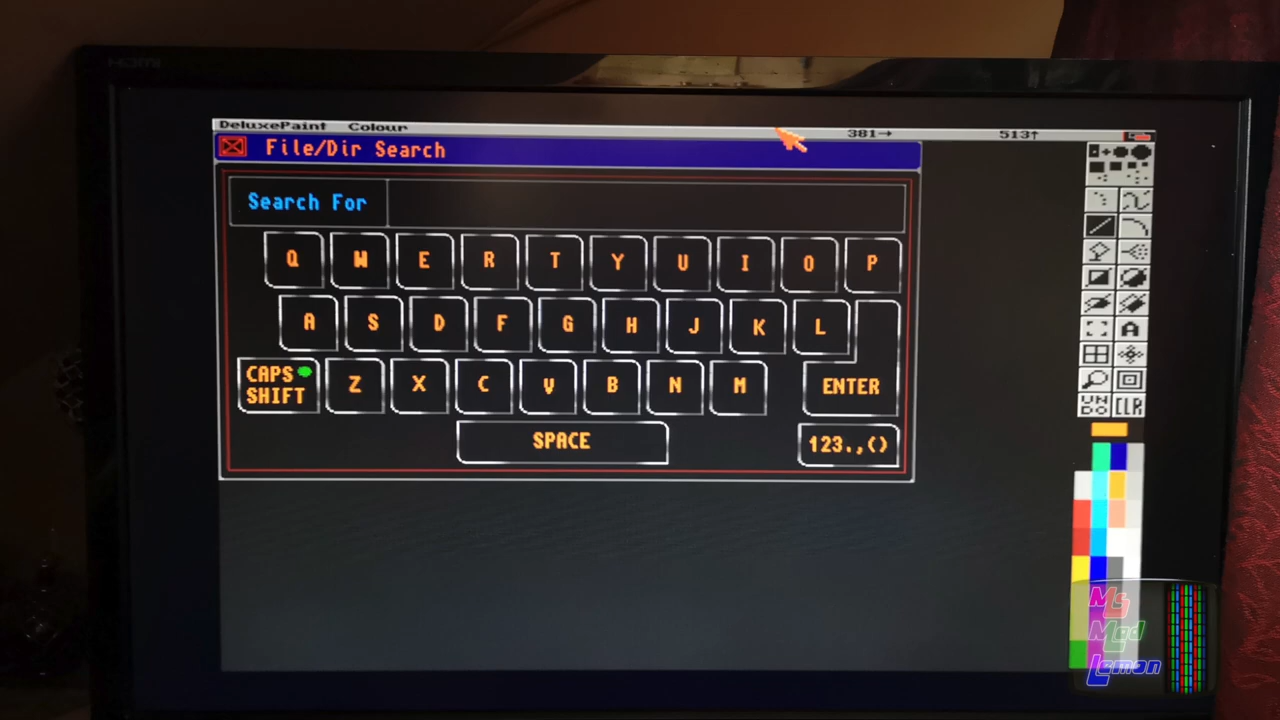 DeluxePaint Colour 381→ 513↑
File/Dir Search
Search For
Q W E R T Y U I O P
A S D F G H J K L
CAPS
SHIFT
Z X C V B N M ENTER
SPACE 123.,()
A
UN
DO CLR
Ms
Mad
Lemon